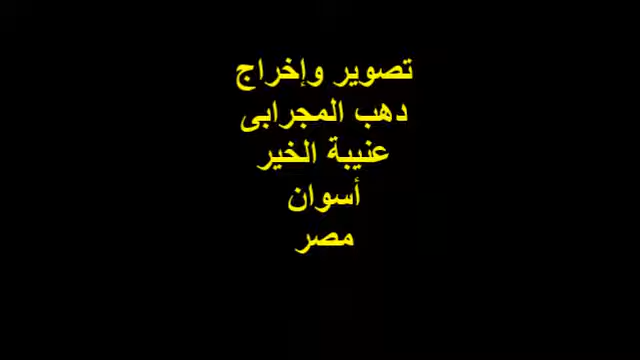 تصوير وإخراج
دهب المجرابى
عنيبة الخير
أسوان
مصر